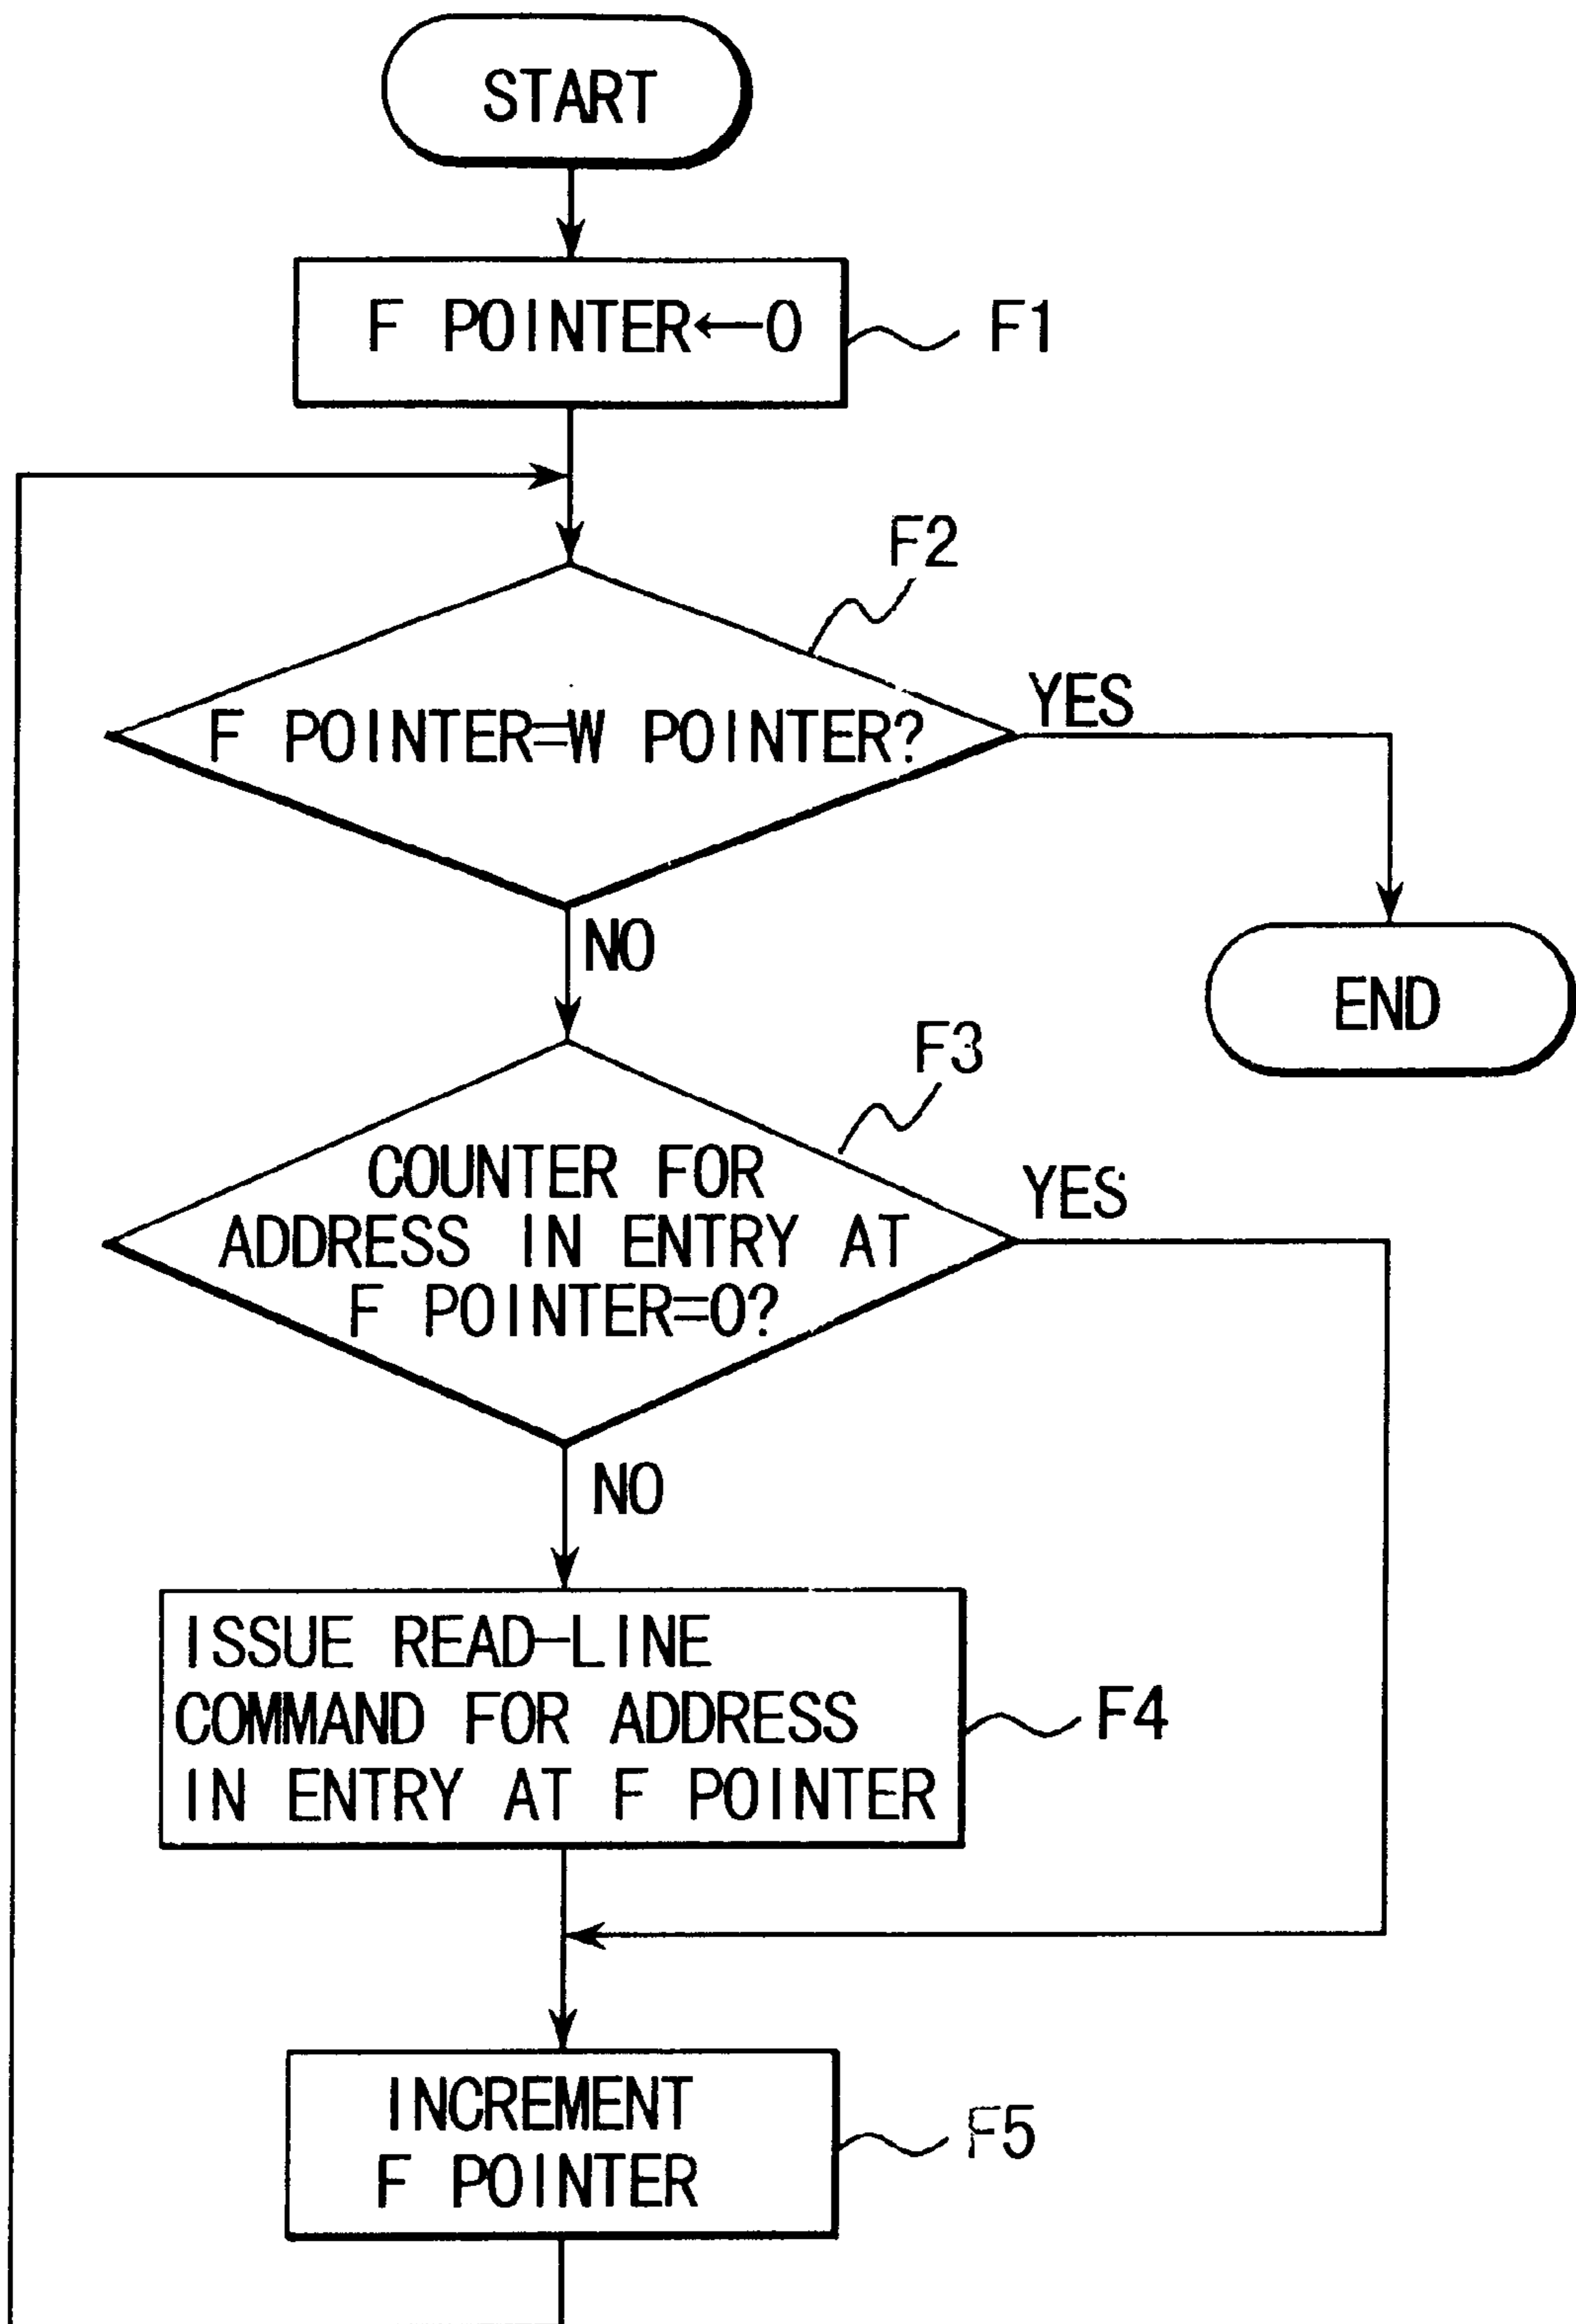 START
F POINTER←0
F1
F2
F POINTER=W POINTER?
YES
NO
END
F3
COUNTER FOR
ADDRESS IN ENTRY AT
F POINTER=0?
YES
NO
ISSUE READ-LINE
COMMAND FOR ADDRESS
IN ENTRY AT F POINTER
F4
INCREMENT
F POINTER
F5